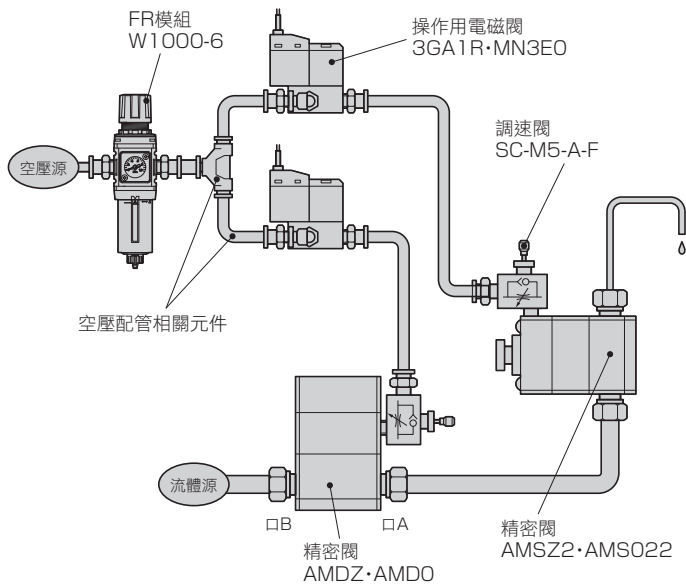 FR模組
W1000-6
操作用電磁閥
3GA1R・MN3E0
調速閥
SC-M5-A-F
空壓源
空壓配管相關元件
流體源
口B
口A
精密閥
AMDZ・AMD0
精密閥
AMSZ2・AMS022